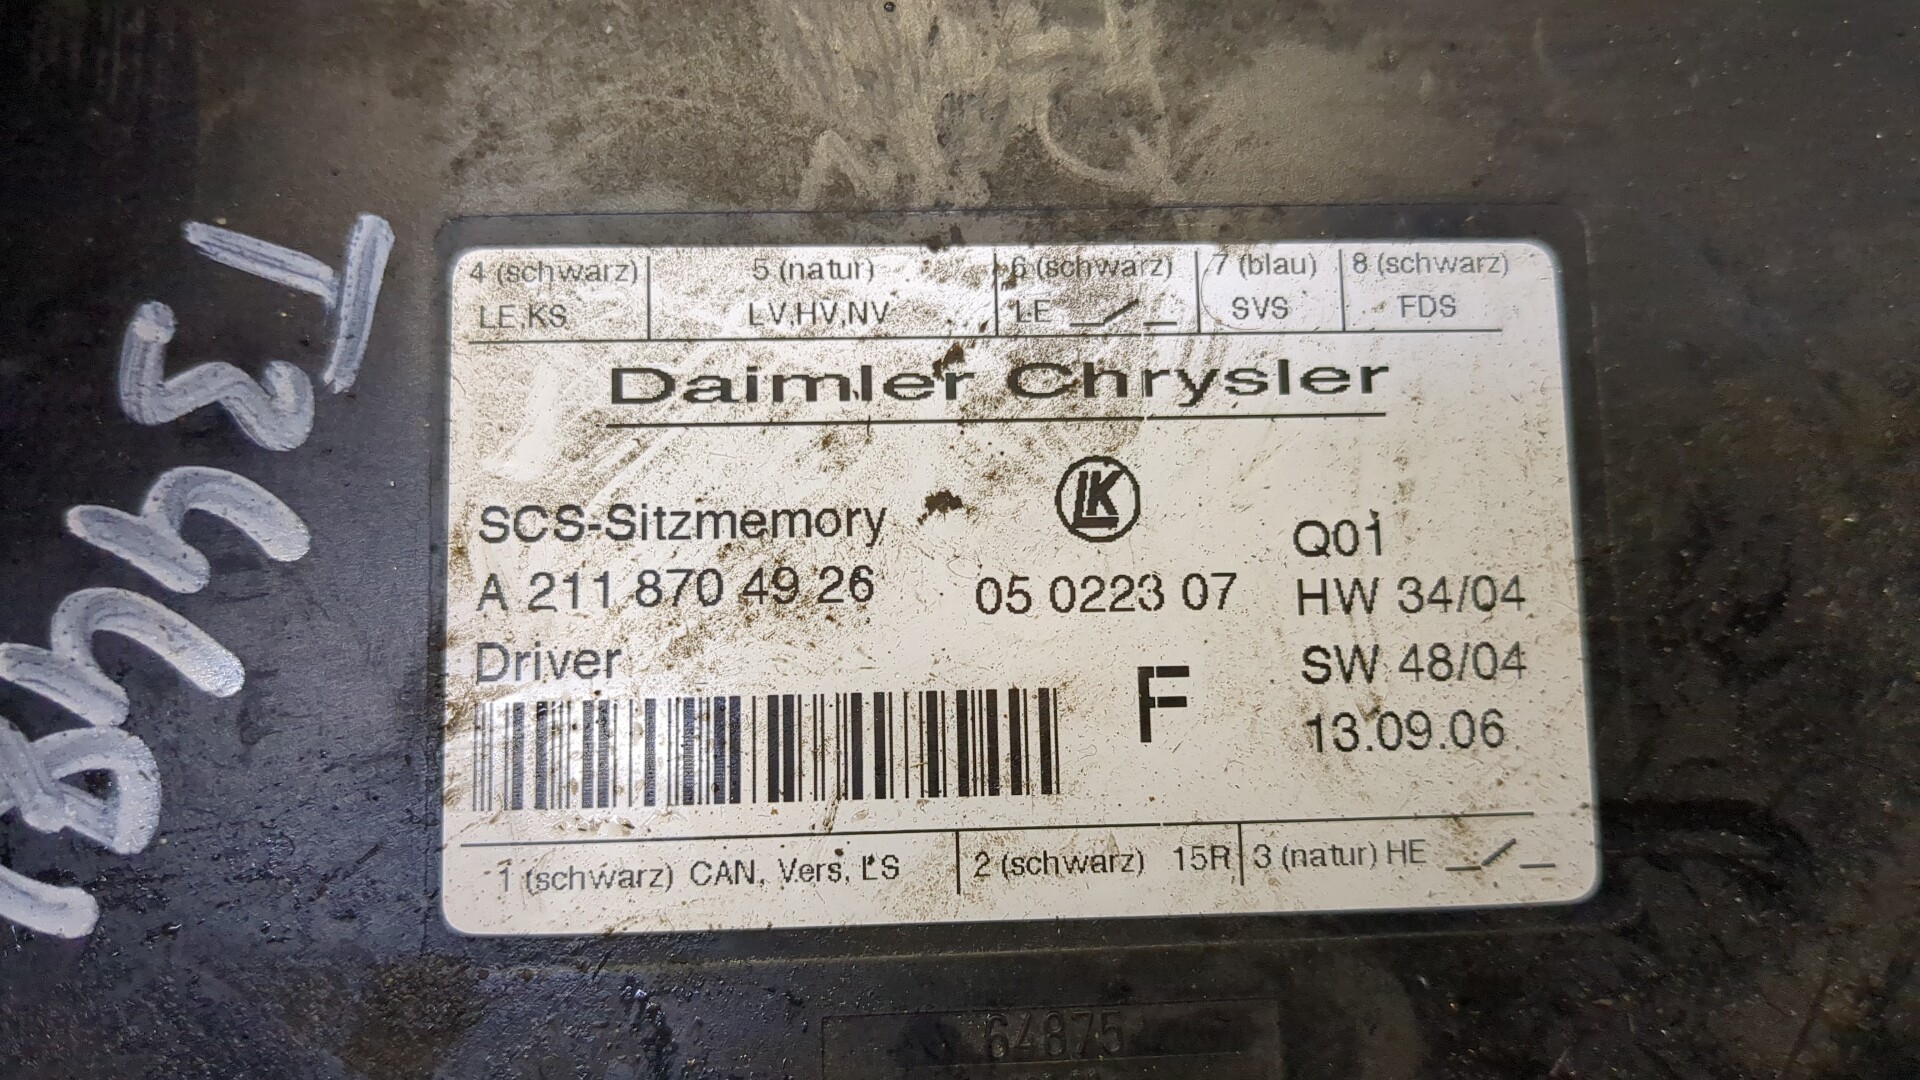 4 (schwarz) 5 (natur) 6 (schwarz) 7 (blau) 8 (schwarz)
LE,KS LV,HV,NV LE SVS FDS
Daimler Chrysler
LK
SCS-Sitzmemory Q01
A 211 870 49 26 05 0223 07 HW 34/04
Driver F SW 48/04
13.09.06
1 (schwarz) CAN, Vers, LS 2 (schwarz) 15R 3 (natur) HE
64875